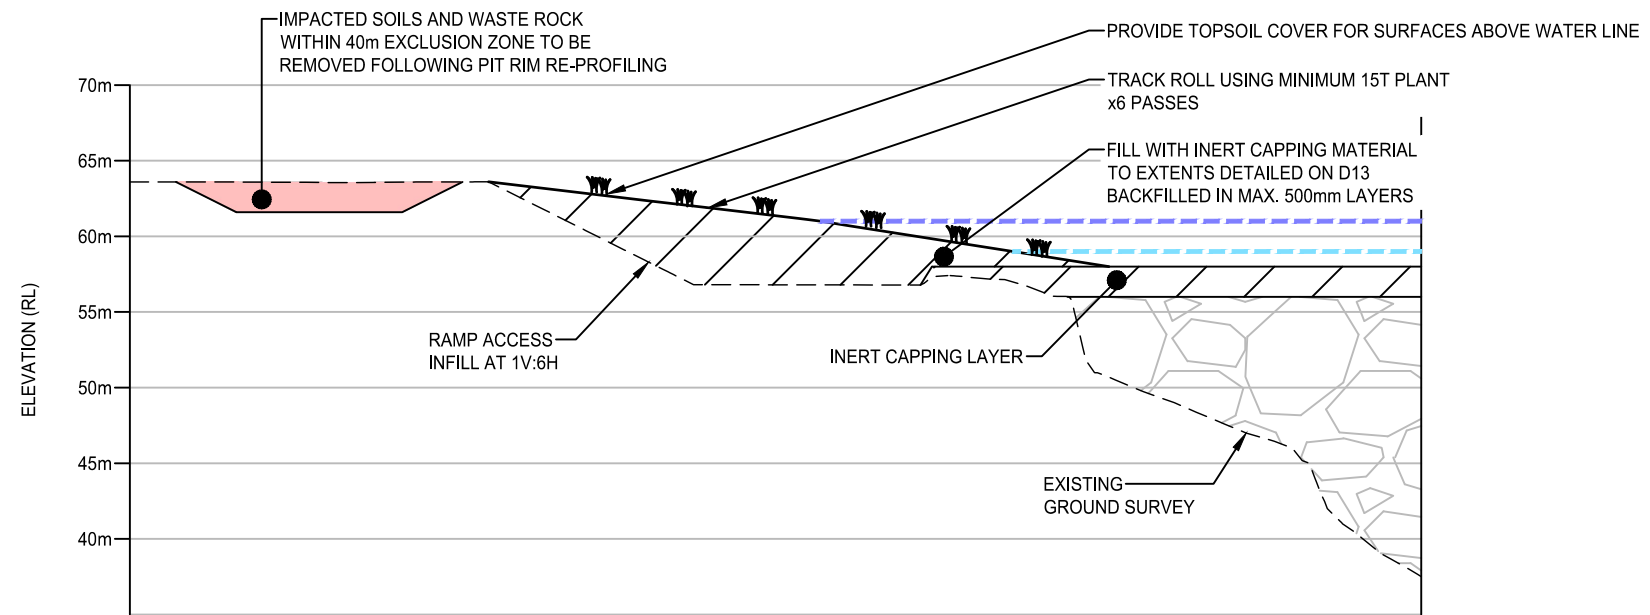 IMPACTED SOILS AND WASTE ROCK
WITHIN 40m EXCLUSION ZONE TO BE
REMOVED FOLLOWING PIT RIM RE-PROFILING
PROVIDE TOPSOIL COVER FOR SURFACES ABOVE WATER LINE
TRACK ROLL USING MINIMUM 15T PLANT
x6 PASSES
FILL WITH INERT CAPPING MATERIAL
TO EXTENTS DETAILED ON D13
BACKFILLED IN MAX. 500mm LAYERS
70m
65m
60m
55m
50m
45m
40m
ELEVATION (RL)
RAMP ACCESS
INFILL AT 1V:6H
INERT CAPPING LAYER
EXISTING
GROUND SURVEY